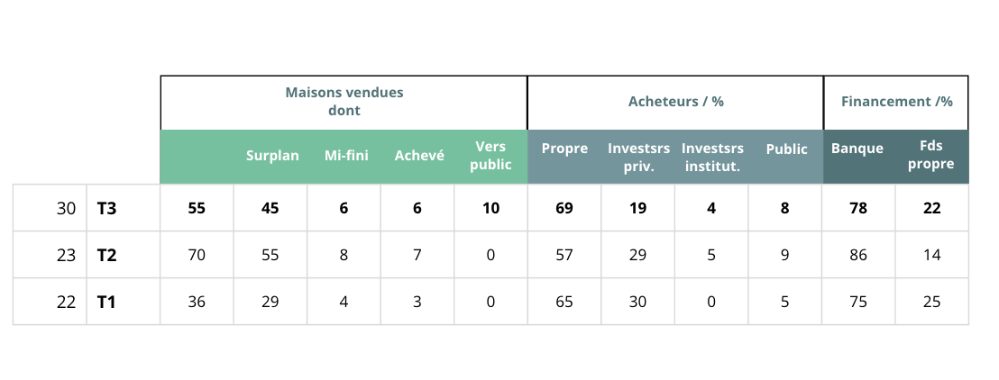 Maisons vendues
dont
Acheteurs / %
Financement /%
Surplan Mi-fini Achevé Vers
public
Propre Investsrs
priv.
Investsrs
institut.
Public Banque Fds
propre
30 T3 55 45 6 6 10 69 19 4 8 78 22
23 T2 70 55 8 7 0 57 29 5 9 86 14
22 T1 36 29 4 3 0 65 30 0 5 75 25